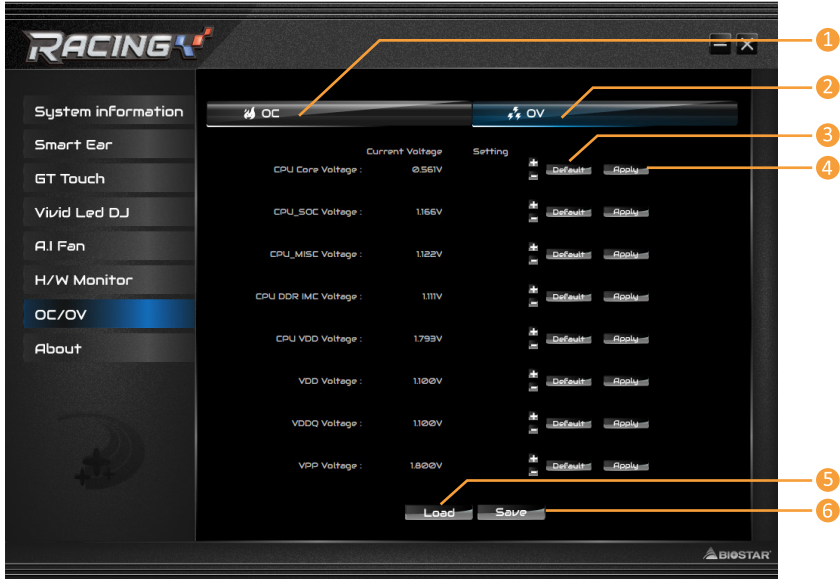 RACING
1
2
System information
OC
OV
3
Smart Ear
Current Voltage Setting
4
CPU Core Voltage : 0.561V + - Default Apply
GT Touch
Vivid Led DJ
CPU_SOC Voltage : 1.166V + - Default Apply
A.I Fan
CPU_MISC Voltage : 1.122V + - Default Apply
H/W Monitor
CPU DDR IMC Voltage : 1.111V + - Default Apply
OC/OV
CPU VDD Voltage : 1.793V + - Default Apply
About
VDD Voltage : 1.100V + - Default Apply
VDDQ Voltage : 1.100V + - Default Apply
VPP Voltage : 1.800V + - Default Apply
5
Load Save
6
BIOSTAR